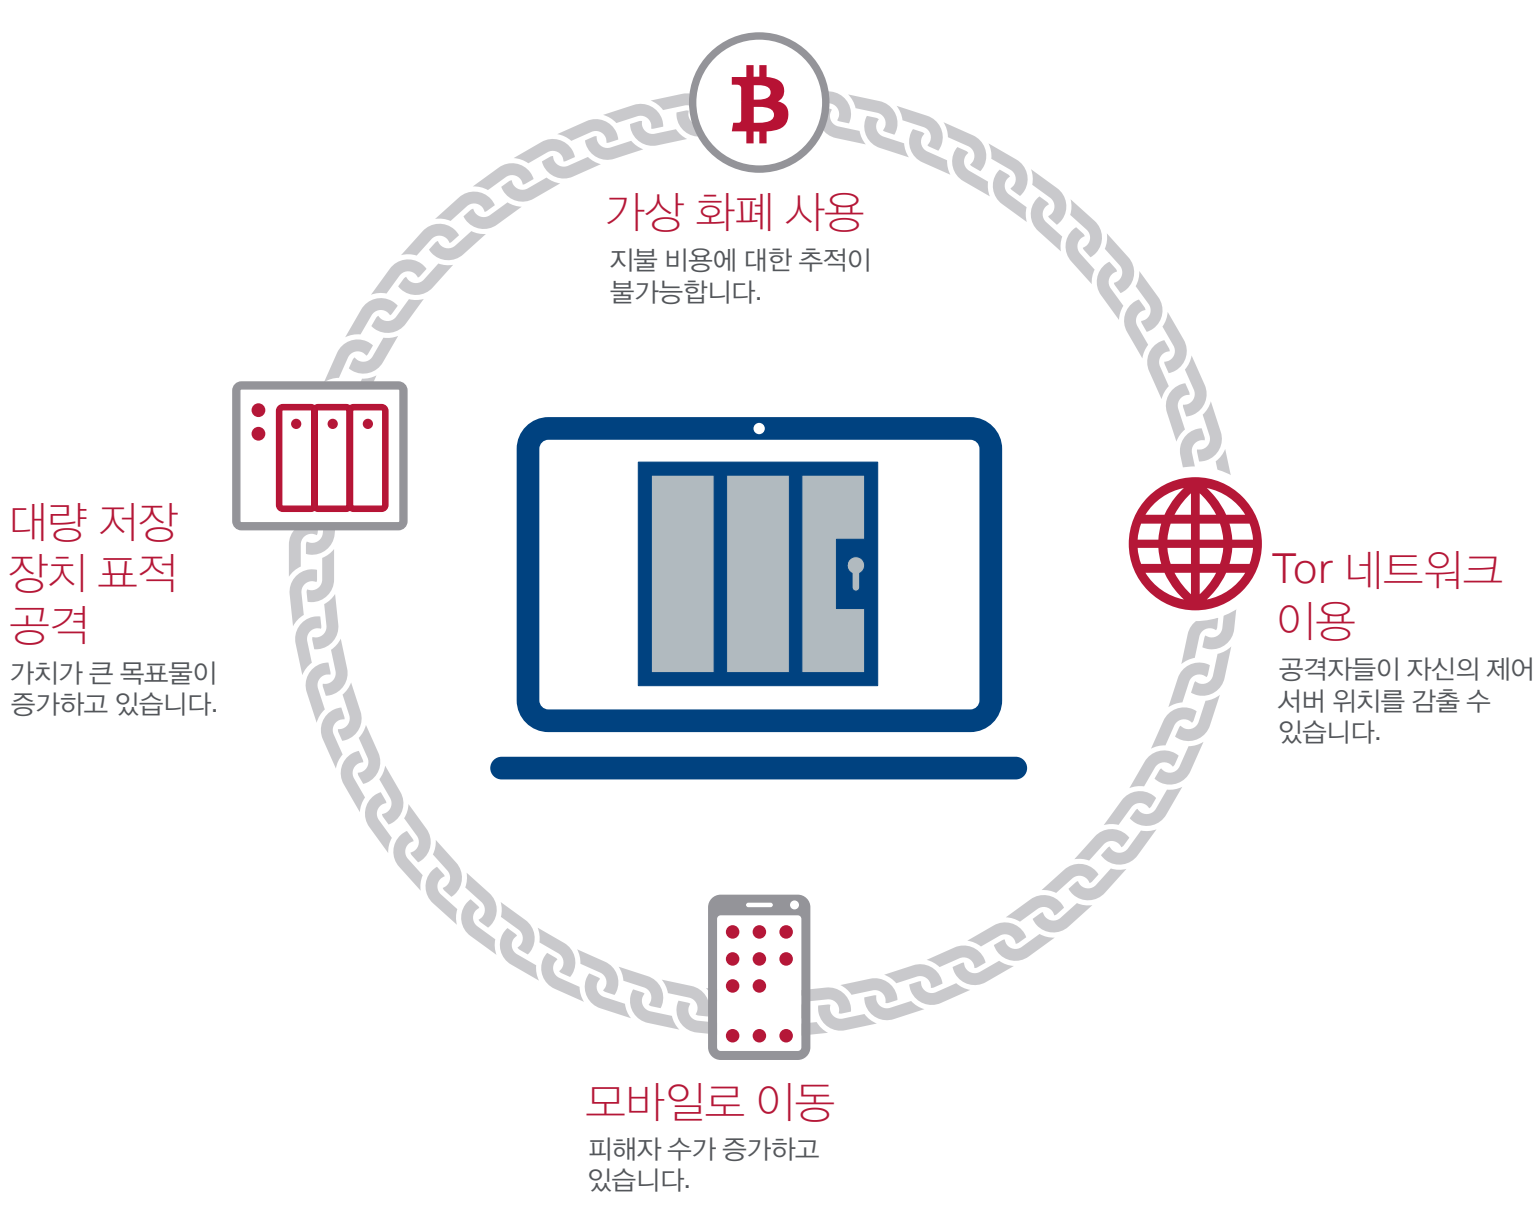 가상 화폐 사용
지불 비용에 대한 추적이
불가능합니다.
대량 저장
장치 표적
공격
가치가 큰 목표물이
증가하고 있습니다.
Tor 네트워크
이용
공격자들이 자신의 제어
서버 위치를 감출 수
있습니다.
모바일로 이동
피해자 수가 증가하고
있습니다.